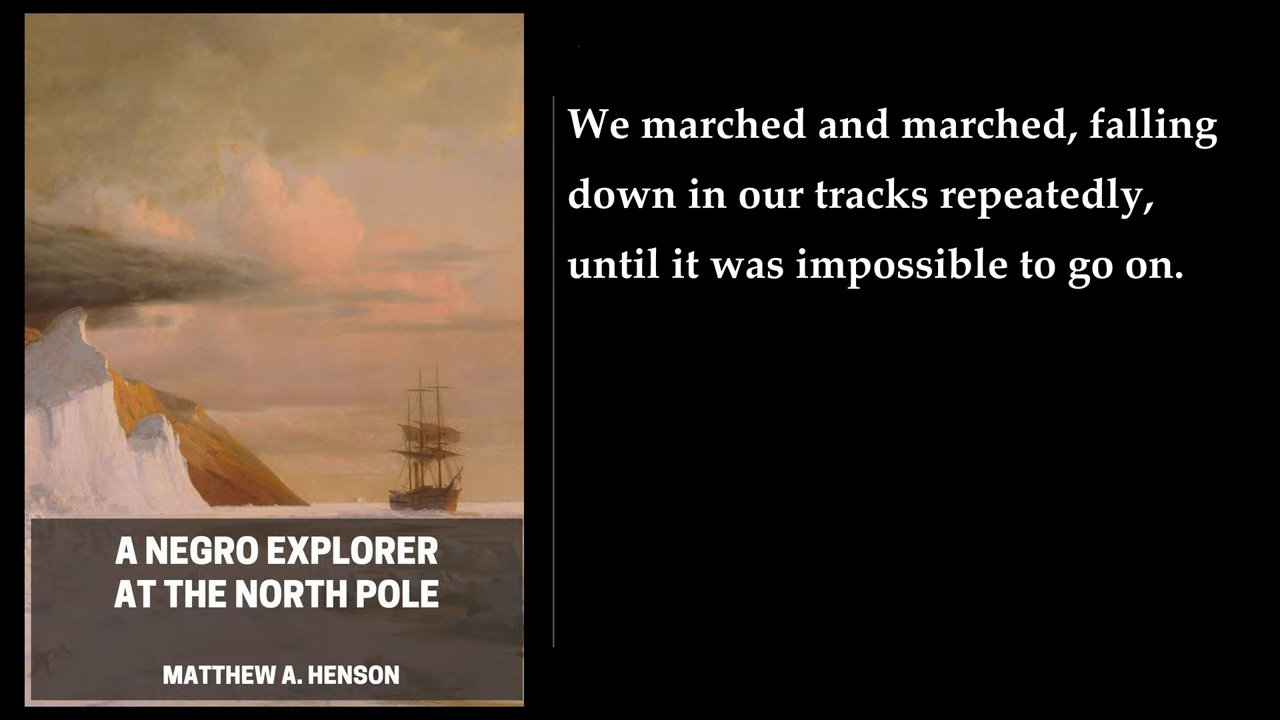 A NEGRO EXPLORER
AT THE NORTH POLE
MATTHEW A. HENSON
We marched and marched, falling
down in our tracks repeatedly,
until it was impossible to go on.